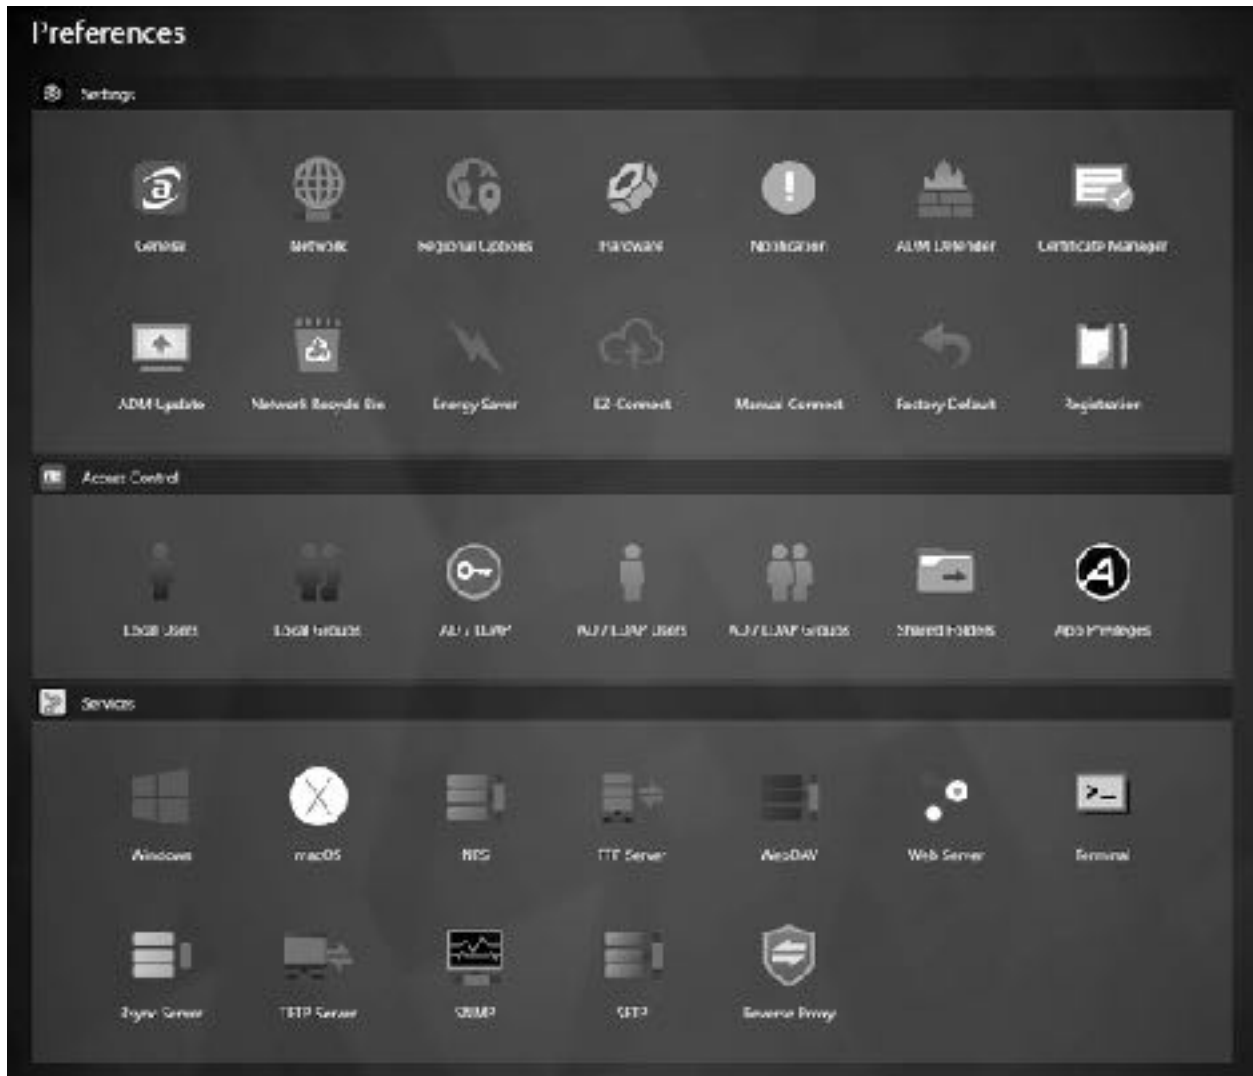 Preferences
Settings
General Network Regional Options Hardware Notification ADM Defender Certificate Manager
ADM Update Network Recycle Bin Energy Saver EZ-Connect Manual Connect Factory Default Registration
Access Control
Local Users Local Groups AD / LDAP AD / LDAP Users AD / LDAP Groups Shared Folders App Privileges
Services
Windows macOS NFS FTP Server WebDAV Web Server Terminal
Rsync Server TFTP Server SNMP SFTP Reverse Proxy